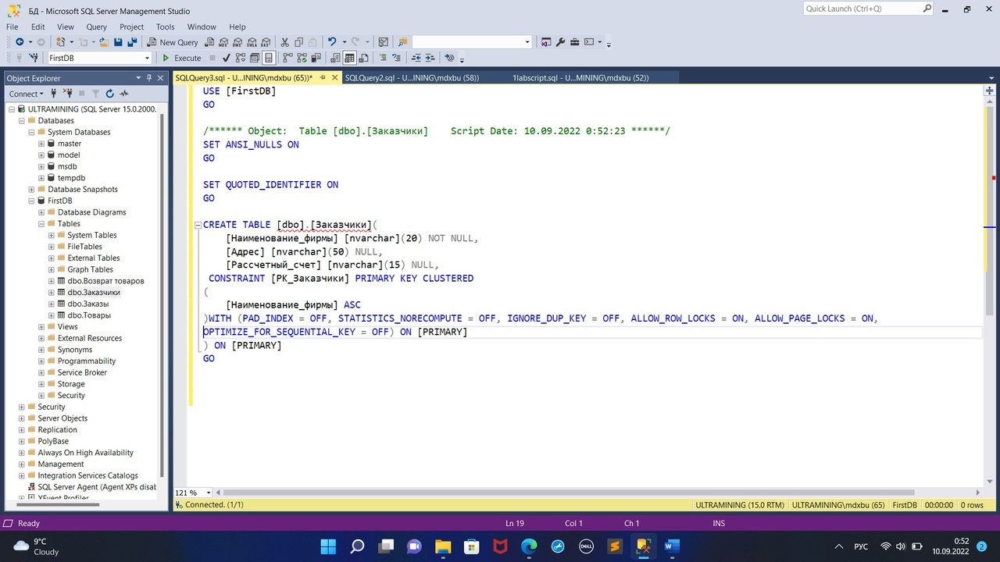 БД - Microsoft SQL Server Management Studio
Quick Launch (Ctrl+Q)
File Edit View Query Project Tools Window Help
New Query
MDX DMX XMLA DAX
FirstDB Execute
Object Explorer
Connect
ULTRAMINING (SQL Server 15.0.2000.
Databases
System Databases
master
model
msdb
tempdb
Database Snapshots
FirstDB
Database Diagrams
Tables
System Tables
FileTables
External Tables
Graph Tables
dbo.Возврат товаров
dbo.Заказчики
dbo.Заказы
dbo.Товары
Views
External Resources
Synonyms
Programmability
Service Broker
Storage
Security
Security
Server Objects
Replication
PolyBase
Always On High Availability
Management
Integration Services Catalogs
SQL Server Agent (Agent XPs disab
XEvent Profiler
SQLQuery3.sql - U...INING\mdxbu (65))* SQLQuery2.sql - U...INING\mdxbu (58)) 1labscript.sql - U...MINING\mdxbu (52))
USE [FirstDB]
GO
/****** Object: Table [dbo].[Заказчики] Script Date: 10.09.2022 0:52:23 ******/
SET ANSI_NULLS ON
GO
SET QUOTED_IDENTIFIER ON
GO
CREATE TABLE [dbo].[Заказчики](
[Наименование_фирмы] [nvarchar](20) NOT NULL,
[Адрес] [nvarchar](50) NULL,
[Рассчетный_счет] [nvarchar](15) NULL,
CONSTRAINT [PK_Заказчики] PRIMARY KEY CLUSTERED
(
[Наименование_фирмы] ASC
)WITH (PAD_INDEX = OFF, STATISTICS_NORECOMPUTE = OFF, IGNORE_DUP_KEY = OFF, ALLOW_ROW_LOCKS = ON, ALLOW_PAGE_LOCKS = ON,
OPTIMIZE_FOR_SEQUENTIAL_KEY = OFF) ON [PRIMARY]
) ON [PRIMARY]
GO
121 %
Connected. (1/1) ULTRAMINING (15.0 RTM) ULTRAMINING\mdxbu (65) FirstDB 00:00:00 0 rows
Ready Ln 19 Col 1 Ch 1 INS
9°C
Cloudy
DELL
РУС
0:52
10.09.2022
2